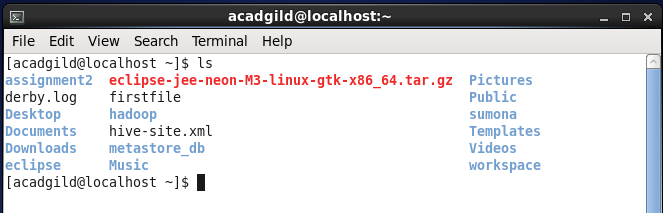 acadgild@localhost:~
File Edit View Search Terminal Help
[acadgild@localhost ~]$ ls
assignment2 eclipse-jee-neon-M3-linux-gtk-x86_64.tar.gz Pictures
derby.log firstfile Public
Desktop hadoop sumona
Documents hive-site.xml Templates
Downloads metastore_db Videos
eclipse Music workspace
[acadgild@localhost ~]$